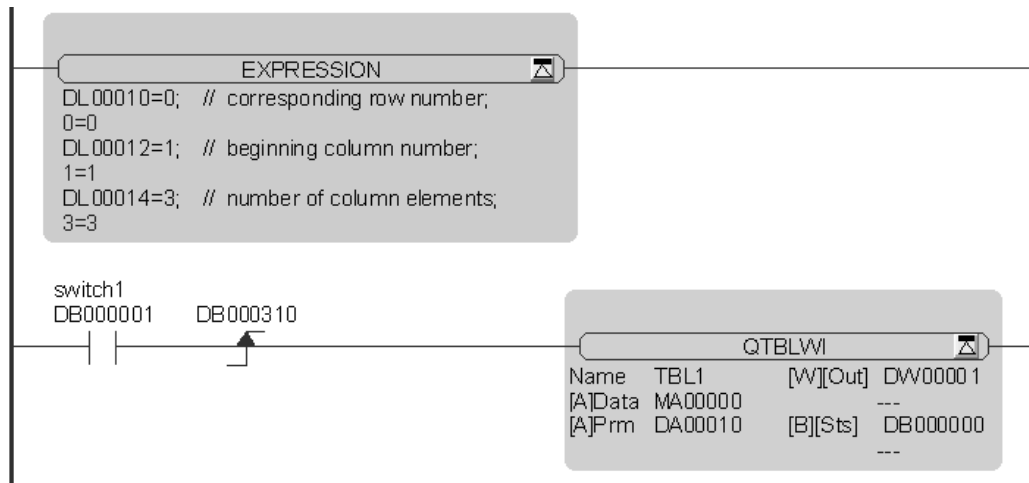 EXPRESSION
DL00010=0; // corresponding row number;
0=0
DL00012=1; // beginning column number;
1=1
DL00014=3; // number of column elements;
3=3
switch1
DB000001 DB000310
QTBLWI
Name TBL1 [W][Out] DW00001
[A]Data MA00000 ---
[A]Prm DA00010 [B][Sts] DB000000
---